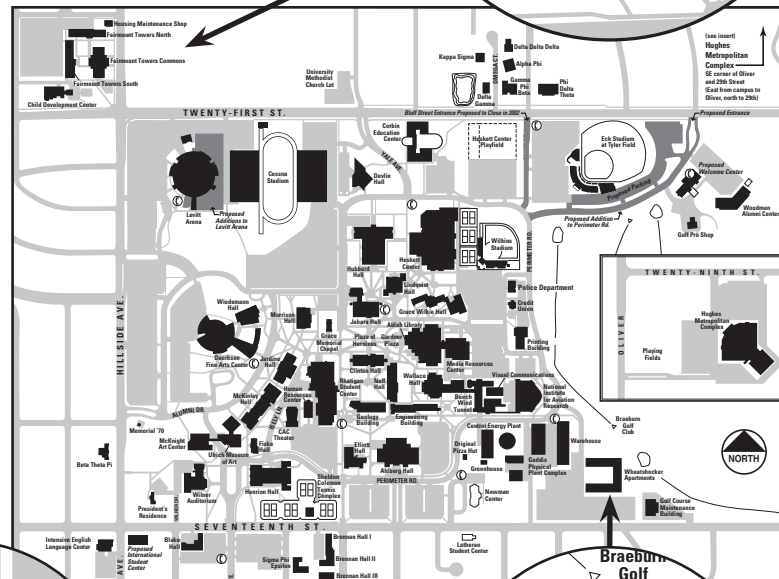 Housing Maintenance Shop
Fairmount Towers North
Fairmount Towers Commons
Fairmount Towers South
Child Development Center
University
Methodist
Church Lot
Kappa Sigma
OMEGA CT.
Delta Delta Delta
Alpha Phi
Gamma
Phi
Beta
Phi
Delta
Theta
Delta
Gamma
(see insert)
Hughes
Metropolitan
Complex
SE corner of Oliver
and 29th Street
(East from campus to
Oliver, north to 29th)
TWENTY-FIRST ST.
Bluff Street Entrance Proposed to Close in 2002
Proposed Entrance
Corbin
Education
Center
YALE AVE.
Heskett Center
Playfield
Eck Stadium
at Tyler Field
Cessna
Stadium
Devlin
Hall
Levitt
Arena
Proposed
Additions to
Levitt Arena
Proposed Parking
Proposed
Welcome Center
Woodman
Alumni Center
Golf Pro Shop
Proposed Addition
to Perimeter Rd.
Hubbard
Hall
Heskett
Center
Wilkins
Stadium
PERIMETER RD.
Lindquist
Hall
Police Department
Credit
Union
Grace Wilkie Hall
Jabara Hall
Wiedemann
Hall
Morrison
Hall
Grace
Memorial
Chapel
Plaza of
Heroines
Ablah Library
Gardner
Plaza
Media Resources
Center
Printing
Building
HILLSIDE AVE.
Duerksen
Fine Arts Center
Jardine
Hall
Clinton Hall
Rhatigan
Student
Center
Neff
Hall
Wallace
Hall
Visual Communications
Human
Resources
Center
McKinley
Hall
Beech
Wind
Tunnel
National
Institute
for Aviation
Research
ALUMNI DR.
Geology
Building
Engineering
Building
CAC
Theater
Memorial '70
McKnight
Art Center
Ulrich Museum
of Art
Fiske
Hall
Central Energy Plant
Warehouse
Beta Theta Pi
Elliott
Hall
Ahlberg Hall
Original
Pizza Hut
Greenhouse
Gaddis
Physical
Plant Complex
Braeburn
Golf
Club
Wheatshocker
Apartments
NORTH
Wilner
Auditorium
Henrion Hall
Sheldon
Coleman
Tennis
Complex
PERIMETER RD.
Newman
Center
Golf Course
Maintenance
Building
President's
Residence
SEVENTEENTH ST.
Intensive English
Language Center
AVE.
Proposed
International
Student
Center
Blake
Hall
Sigma Phi
Epsilon
Brennan Hall I
Brennan Hall II
Brennan Hall III
Lutheran
Student Center
Braeburn
Golf
TWENTY-NINTH ST.
OLIVER
Hughes
Metropolitan
Complex
Playing
Fields